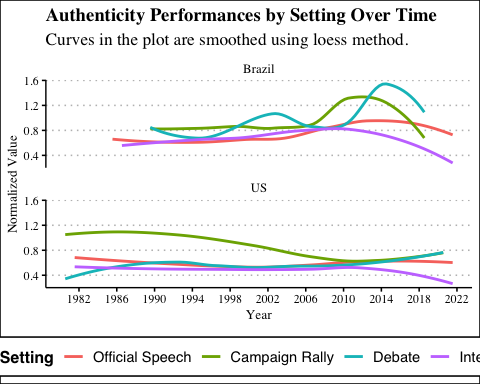 Authenticity Performances by Setting Over Time
Curves in the plot are smoothed using loess method.
Brazil
1.6
1.2
0.8
0.4
US
1.6
1.2
0.8
0.4
Normalized Value
1982 1986 1990 1994 1998 2002 2006 2010 2014 2018 2022
Year
Setting Official Speech Campaign Rally Debate Inte